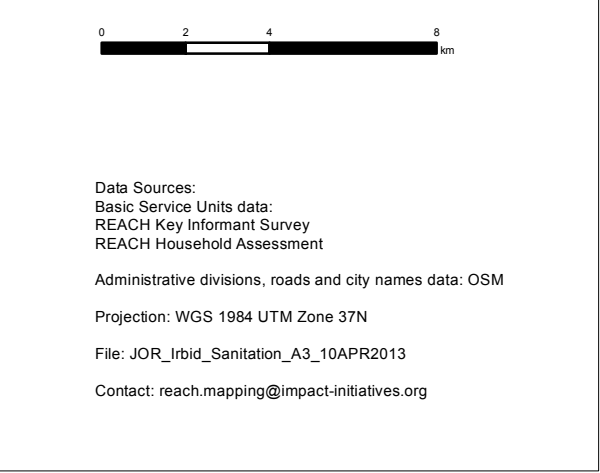 0 2 4 8
km
Data Sources:
Basic Service Units data:
REACH Key Informant Survey
REACH Household Assessment
Administrative divisions, roads and city names data: OSM
Projection: WGS 1984 UTM Zone 37N
File: JOR_Irbid_Sanitation_A3_10APR2013
Contact: reach.mapping@impact-initiatives.org